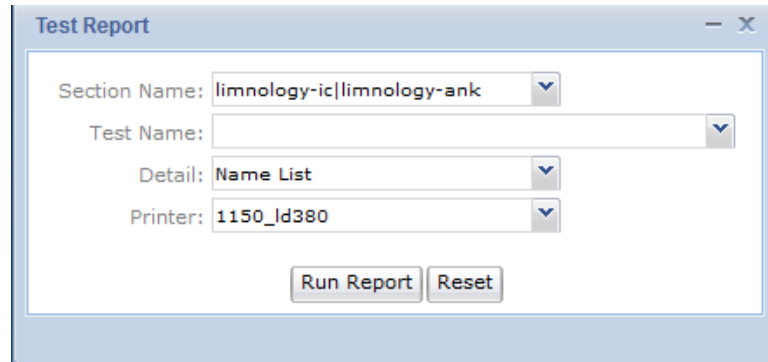 Test Report
Section Name: limnology-ic|limnology-ank
Test Name:
Detail: Name List
Printer: 1150_ld380
Run Report Reset